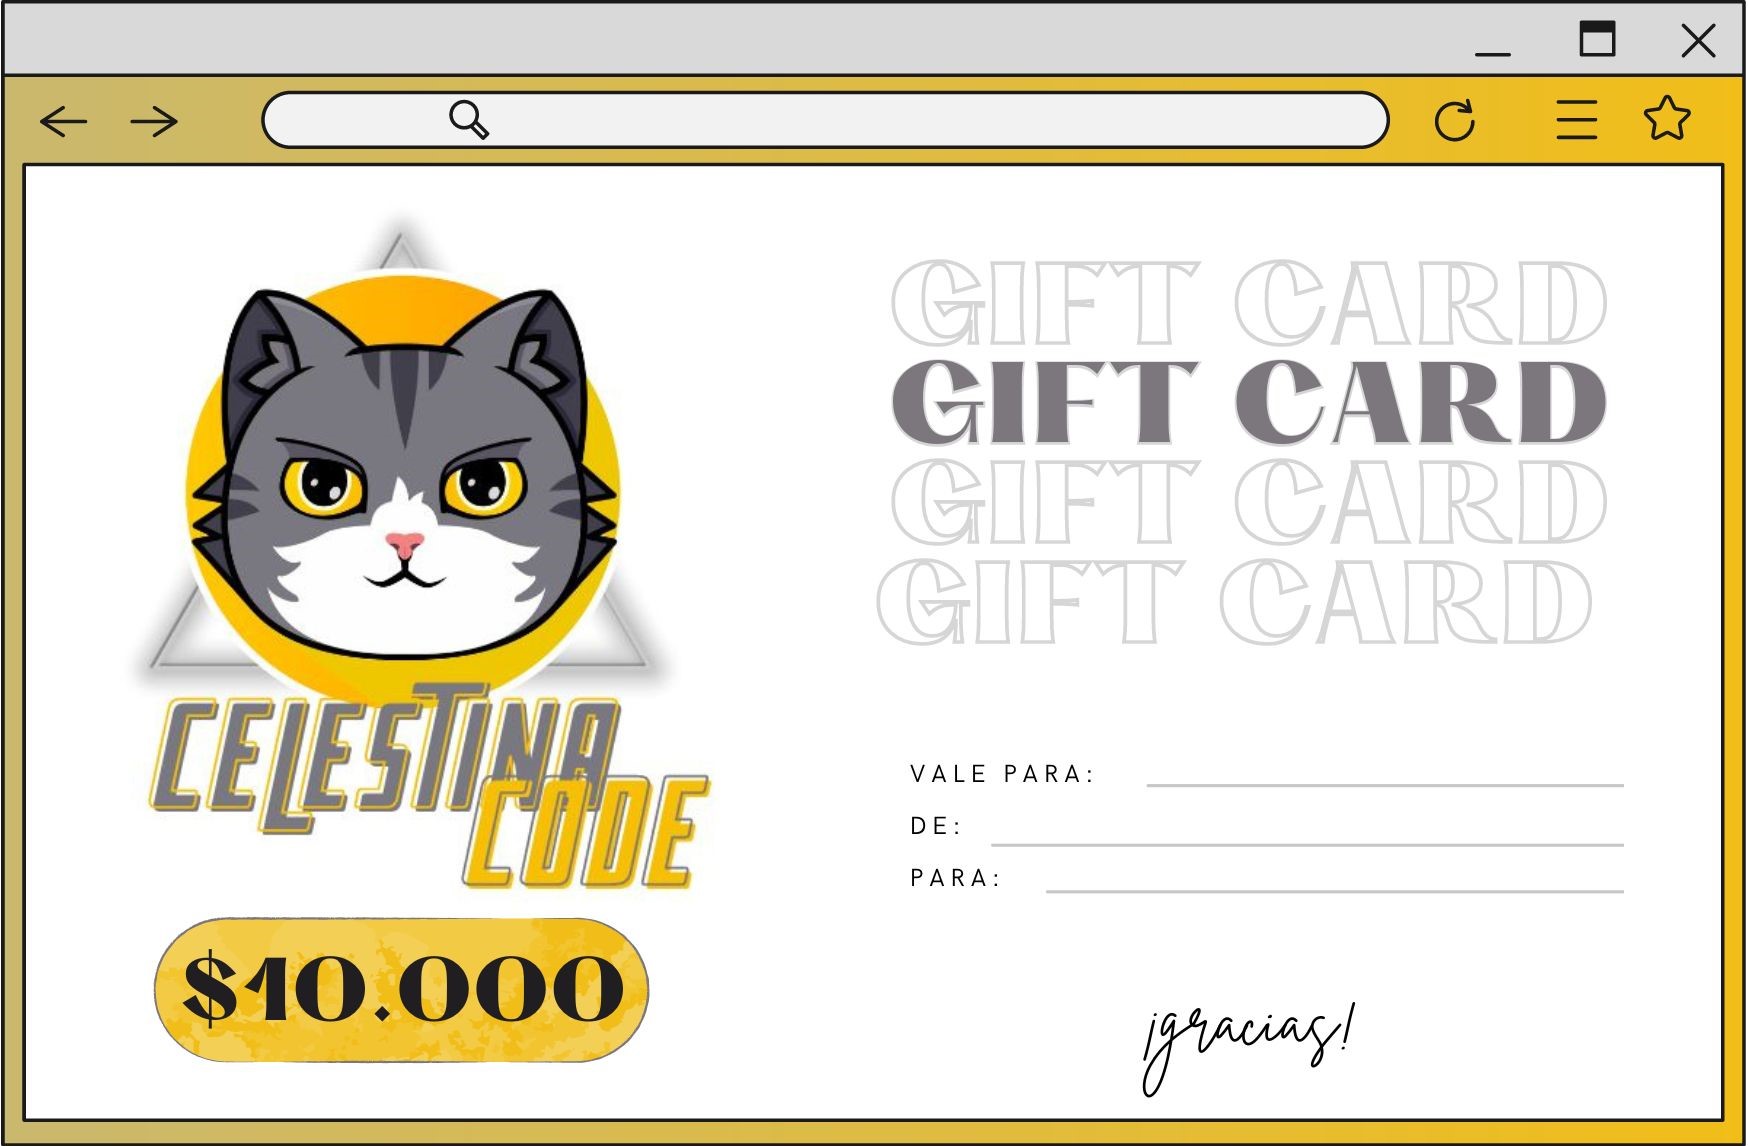 CELESTINA
CODE
$10.000
GIFT CARD
GIFT CARD
GIFT CARD
GIFT CARD
VALE PARA:
DE:
PARA:
¡gracias!